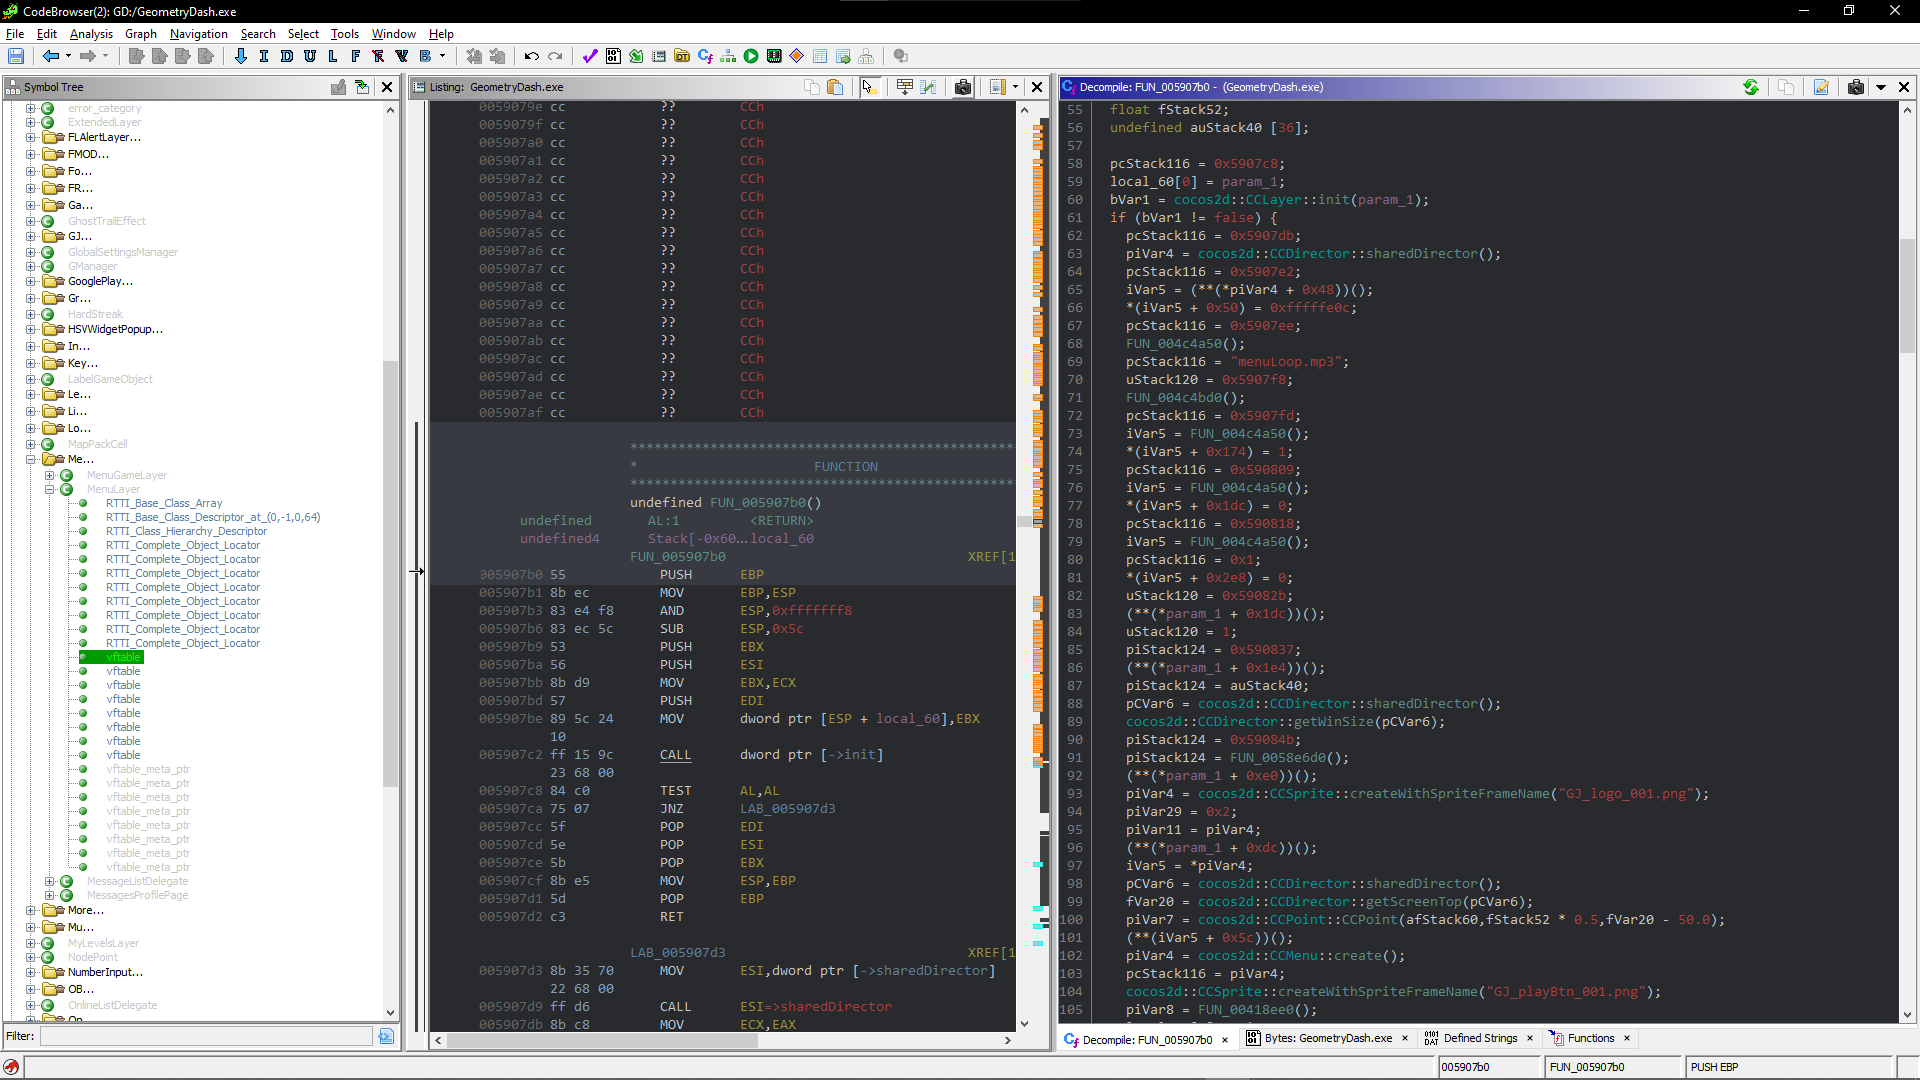 CodeBrowser(2): GD:/GeometryDash.exe
File Edit Analysis Graph Navigation Search Select Tools Window Help
I D U L F B
Symbol Tree
error_category
ExtendedLayer
FLAlertLayer...
FMOD...
Fo...
FR...
Ga...
GhostTrailEffect
GJ...
GlobalSettingsManager
GManager
GooglePlay...
Gr...
HardStreak
HSVWidgetPopup...
In...
Key...
LabelGameObject
Le...
Li...
Lo...
MapPackCell
Me...
MenuGameLayer
MenuLayer
RTTI_Base_Class_Array
RTTI_Base_Class_Descriptor_at_(0,-1,0,64)
RTTI_Class_Hierarchy_Descriptor
RTTI_Complete_Object_Locator
RTTI_Complete_Object_Locator
RTTI_Complete_Object_Locator
RTTI_Complete_Object_Locator
RTTI_Complete_Object_Locator
RTTI_Complete_Object_Locator
RTTI_Complete_Object_Locator
RTTI_Complete_Object_Locator
vftable
vftable
vftable
vftable
vftable
vftable
vftable
vftable
vftable_meta_ptr
vftable_meta_ptr
vftable_meta_ptr
vftable_meta_ptr
vftable_meta_ptr
vftable_meta_ptr
vftable_meta_ptr
vftable_meta_ptr
MessageListDelegate
MessagesProfilePage
More...
Mu...
MyLevelsLayer
NodePoint
NumberInput...
OB...
OnlineListDelegate
Filter:
Listing: GeometryDash.exe
0059079e cc ?? CCh
0059079f cc ?? CCh
005907a0 cc ?? CCh
005907a1 cc ?? CCh
005907a2 cc ?? CCh
005907a3 cc ?? CCh
005907a4 cc ?? CCh
005907a5 cc ?? CCh
005907a6 cc ?? CCh
005907a7 cc ?? CCh
005907a8 cc ?? CCh
005907a9 cc ?? CCh
005907aa cc ?? CCh
005907ab cc ?? CCh
005907ac cc ?? CCh
005907ad cc ?? CCh
005907ae cc ?? CCh
005907af cc ?? CCh
************************************************
* FUNCTION
************************************************
undefined FUN_005907b0()
undefined AL:1 <RETURN>
undefined4 Stack[-0x60... local_60
FUN_005907b0 XREF[1
005907b0 55 PUSH EBP
005907b1 8b ec MOV EBP,ESP
005907b3 83 e4 f8 AND ESP,0xfffffff8
005907b6 83 ec 5c SUB ESP,0x5c
005907b9 53 PUSH EBX
005907ba 56 PUSH ESI
005907bb 8b d9 MOV EBX,ECX
005907bd 57 PUSH EDI
005907be 89 5c 24 MOV dword ptr [ESP + local_60],EBX
10
005907c2 ff 15 9c CALL dword ptr [->init]
23 68 00
005907c8 84 c0 TEST AL,AL
005907ca 75 07 JNZ LAB_005907d3
005907cc 5f POP EDI
005907cd 5e POP ESI
005907ce 5b POP EBX
005907cf 8b e5 MOV ESP,EBP
005907d1 5d POP EBP
005907d2 c3 RET
LAB_005907d3 XREF[1
005907d3 8b 35 70 MOV ESI,dword ptr [->sharedDirector]
22 68 00
005907d9 ff d6 CALL ESI=>sharedDirector
005907db 8b c8 MOV ECX,EAX
Decompile: FUN_005907b0 - (GeometryDash.exe)
55 float fStack52;
56 undefined auStack40 [36];
57
58 pcStack116 = 0x5907c8;
59 local_60[0] = param_1;
60 bVar1 = cocos2d::CCLayer::init(param_1);
61 if (bVar1 != false) {
62 pcStack116 = 0x5907db;
63 piVar4 = cocos2d::CCDirector::sharedDirector();
64 pcStack116 = 0x5907e2;
65 iVar5 = (**(*piVar4 + 0x48))();
66 *(iVar5 + 0x50) = 0xfffffe0c;
67 pcStack116 = 0x5907ee;
68 FUN_004c4a50();
69 pcStack116 = "menuLoop.mp3";
70 uStack120 = 0x5907f8;
71 FUN_004c4bd0();
72 pcStack116 = 0x5907fd;
73 iVar5 = FUN_004c4a50();
74 *(iVar5 + 0x174) = 1;
75 pcStack116 = 0x590809;
76 iVar5 = FUN_004c4a50();
77 *(iVar5 + 0x1dc) = 0;
78 pcStack116 = 0x590818;
79 iVar5 = FUN_004c4a50();
80 pcStack116 = 0x1;
81 *(iVar5 + 0x2e8) = 0;
82 uStack120 = 0x59082b;
83 (**(*param_1 + 0x1dc))();
84 uStack120 = 1;
85 piStack124 = 0x590837;
86 (**(*param_1 + 0x1e4))();
87 piStack124 = auStack40;
88 pCVar6 = cocos2d::CCDirector::sharedDirector();
89 cocos2d::CCDirector::getWinSize(pCVar6);
90 piStack124 = 0x59084b;
91 piStack124 = FUN_0058e6d0();
92 (**(*param_1 + 0xe0))();
93 piVar4 = cocos2d::CCSprite::createWithSpriteFrameName("GJ_logo_001.png");
94 piVar29 = 0x2;
95 piVar11 = piVar4;
96 (**(*param_1 + 0xdc))();
97 iVar5 = *piVar4;
98 pCVar6 = cocos2d::CCDirector::sharedDirector();
99 fVar20 = cocos2d::CCDirector::getScreenTop(pCVar6);
100 piVar7 = cocos2d::CCPoint::CCPoint(afStack60,fStack52 * 0.5,fVar20 - 50.0);
101 (**(iVar5 + 0x5c))();
102 piVar4 = cocos2d::CCMenu::create();
103 pcStack116 = piVar4;
104 cocos2d::CCSprite::createWithSpriteFrameName("GJ_playBtn_001.png");
105 piVar8 = FUN_00418ee0();
Decompile: FUN_005907b0 × Bytes: GeometryDash.exe × Defined Strings × Functions ×
005907b0 FUN_005907b0 PUSH EBP